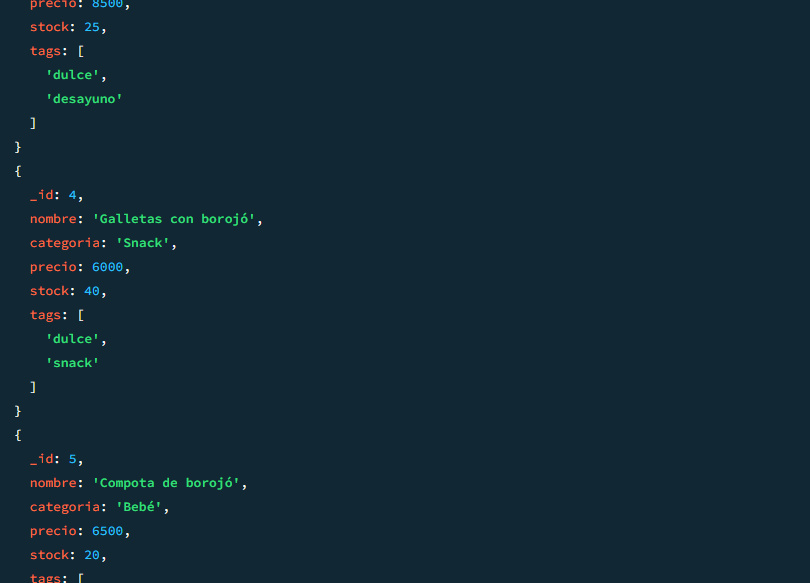 precio: 8500,
stock: 25,
tags: [
'dulce',
'desayuno'
]
}
{
_id: 4,
nombre: 'Galletas con borojó',
categoria: 'Snack',
precio: 6000,
stock: 40,
tags: [
'dulce',
'snack'
]
}
{
_id: 5,
nombre: 'Compota de borojó',
categoria: 'Bebé',
precio: 6500,
stock: 20,
tags: [